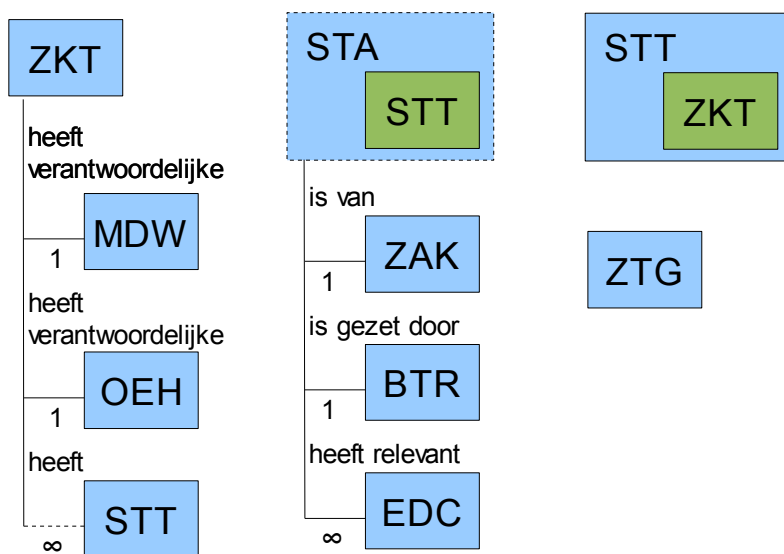 ZKT
heeft
verantwoordelijke
MDW
1
heeft
verantwoordelijke
OEH
1
heeft
STT
∞
STA
STT
is van
ZAK
1
is gezet door
BTR
1
heeft relevant
EDC
∞
STT
ZKT
ZTG